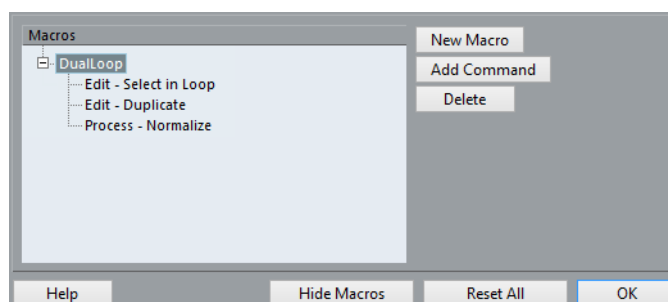 Macros
DualLoop
Edit - Select in Loop
Edit - Duplicate
Process - Normalize
New Macro
Add Command
Delete
Help
Hide Macros
Reset All
OK